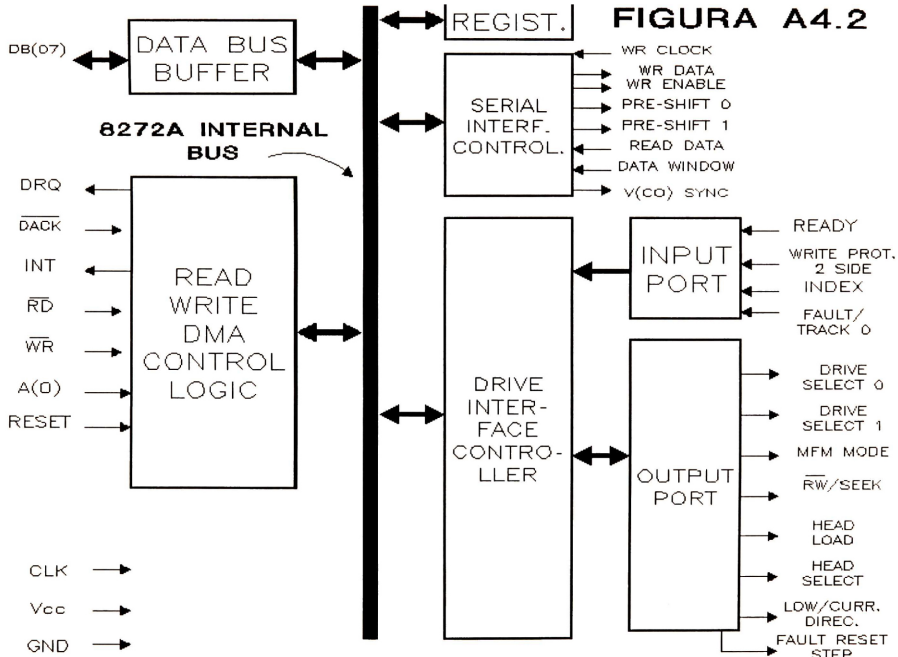 FIGURA A4.2
REGIST.
DB(07)
DATA BUS
BUFFER
8272A INTERNAL
BUS
SERIAL
INTERF.
CONTROL.
WR CLOCK
WR DATA
WR ENABLE
PRE-SHIFT 0
PRE-SHIFT 1
READ DATA
DATA WINDOW
V(CO) SYNC
DRQ
DACK
INT
RD
WR
A(0)
RESET
READ
WRITE
DMA
CONTROL
LOGIC
INPUT
PORT
READY
WRITE PROT.
2 SIDE
INDEX
FAULT/
TRACK 0
DRIVE
INTER-
FACE
CONTRO-
LLER
OUTPUT
PORT
DRIVE
SELECT 0
DRIVE
SELECT 1
MFM MODE
RW/SEEK
HEAD
LOAD
HEAD
SELECT
LOW/CURR.
DIREC.
FAULT RESET
STEP
CLK
Vcc
GND